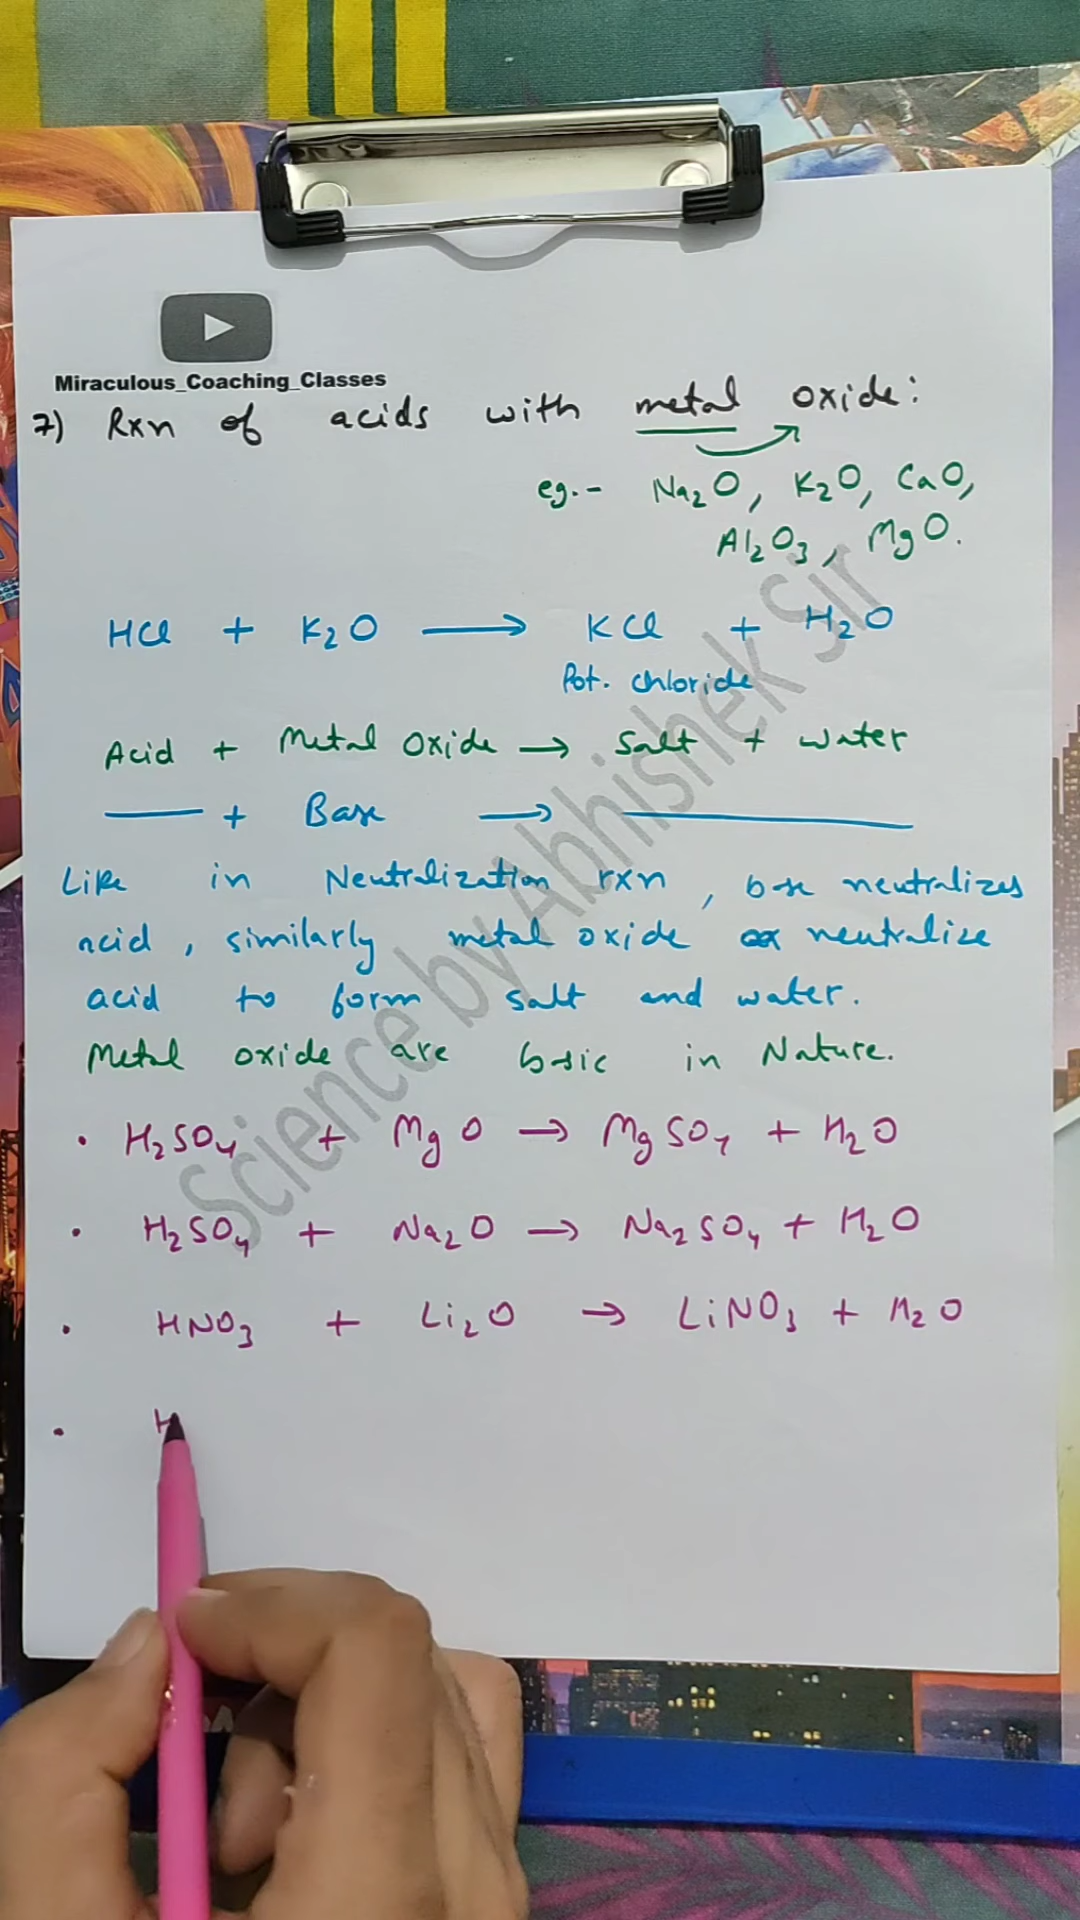 Miraculous_Coaching_Classes
7) Rxn of acids with metal oxide:
eg.- Na₂O, K₂O, CaO,
Al₂O₃, MgO.
HCl + K₂O → KCl + H₂O
Pot. chloride
Acid + Metal Oxide → Salt + water
+ Base →
Like in Neutralization rxn, base neutralizes
acid, similarly metal oxide neutralize
acid to form salt and water.
Metal oxide are basic in Nature.
• H₂SO₄ + MgO → MgSO₄ + H₂O
• H₂SO₄ + Na₂O → Na₂SO₄ + H₂O
• HNO₃ + Li₂O → LiNO₃ + H₂O
• H
Science by Abhishek Sir